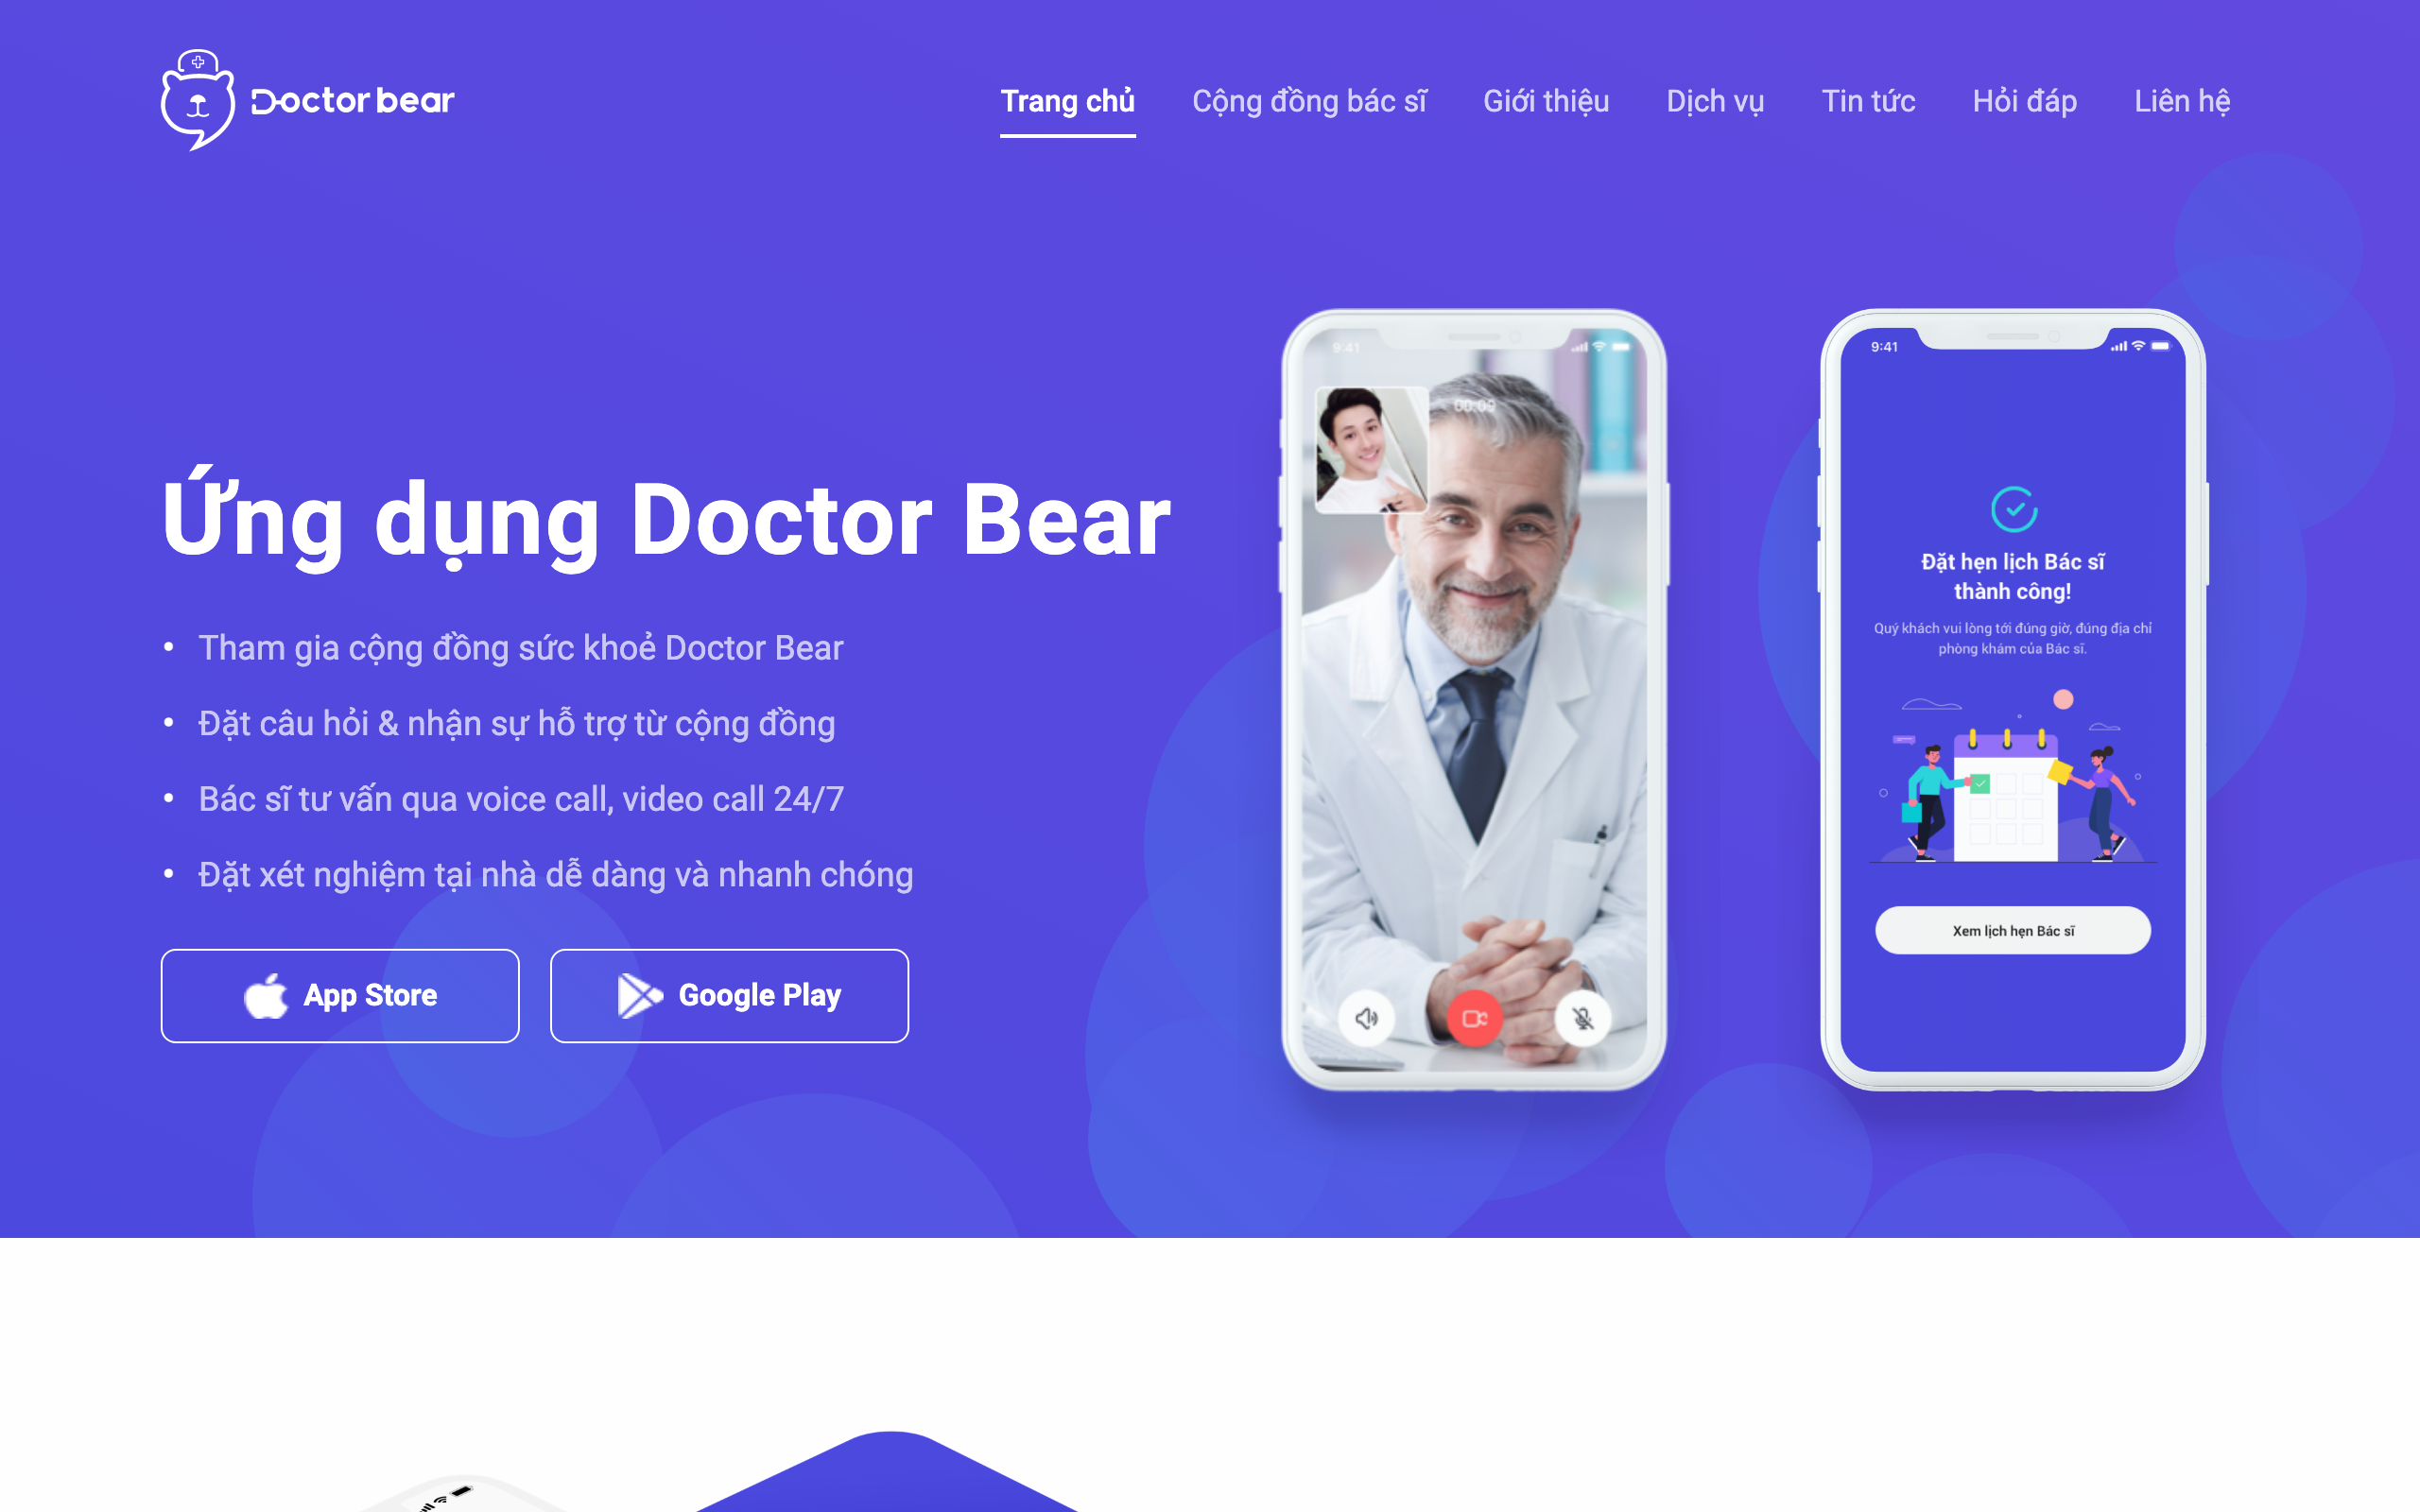 Doctor bear
Trang chủ
Cộng đồng bác sĩ
Giới thiệu
Dịch vụ
Tin tức
Hỏi đáp
Liên hệ
Ứng dụng Doctor Bear
• Tham gia cộng đồng sức khoẻ Doctor Bear
• Đặt câu hỏi & nhận sự hỗ trợ từ cộng đồng
• Bác sĩ tư vấn qua voice call, video call 24/7
• Đặt xét nghiệm tại nhà dễ dàng và nhanh chóng
App Store
Google Play
9:41
00:09
9:41
Đặt hẹn lịch Bác sĩ
thành công!
Quý khách vui lòng tới đúng giờ, đúng địa chỉ
phòng khám của Bác sĩ.
Xem lịch hẹn Bác sĩ